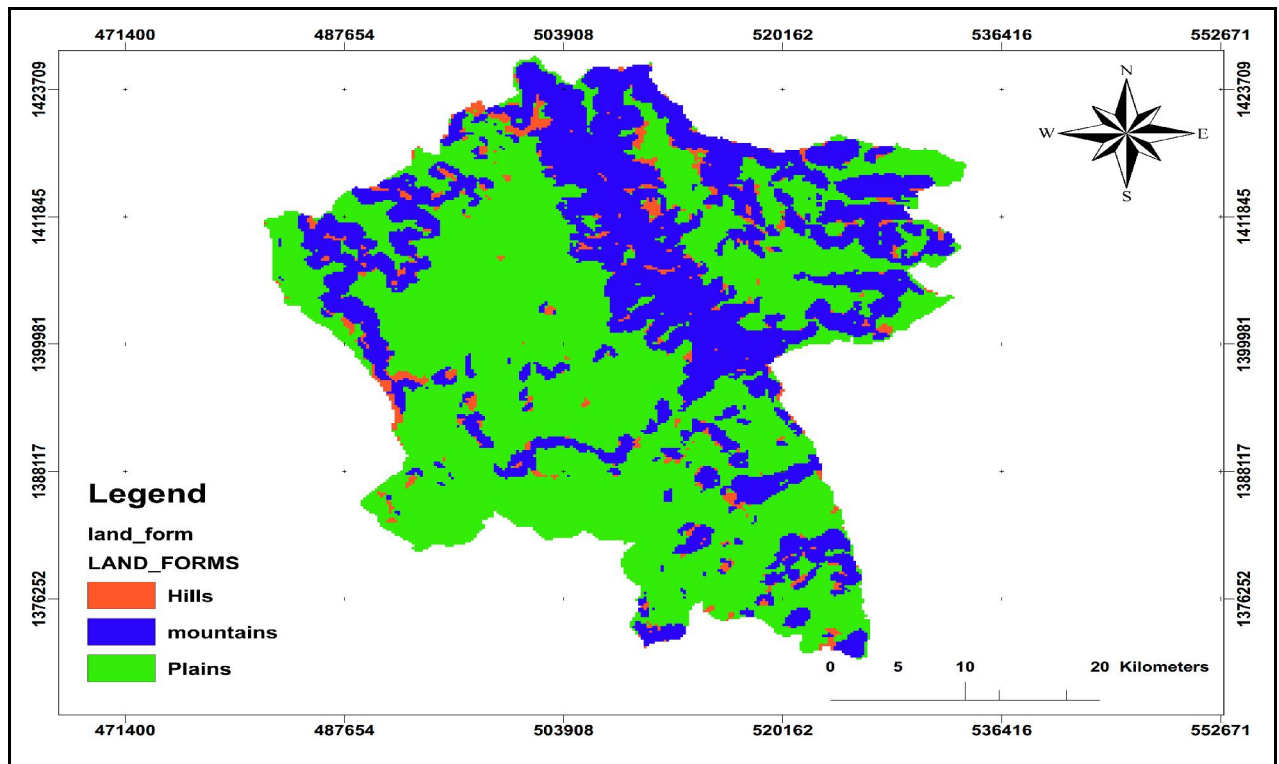 471400 487654 503908 520162 536416 552671
1423709 1423709
N
W E
S
1411845 1411845
1399981 1399981
1388117 1388117
Legend
land_form
LAND_FORMS
Hills
mountains
Plains
1376252 1376252
0 5 10 20 Kilometers
471400 487654 503908 520162 536416 552671